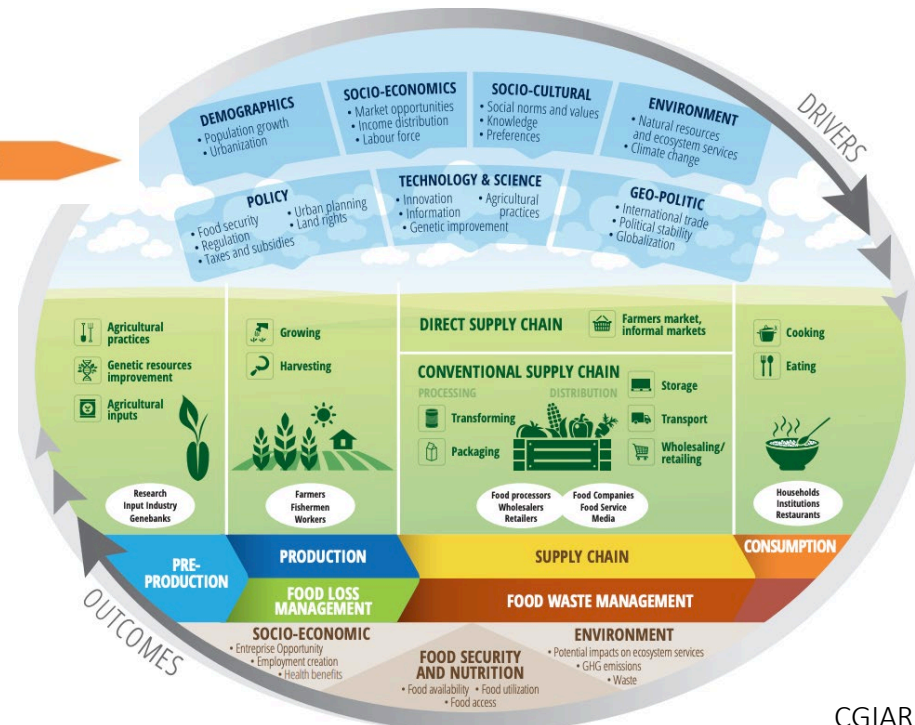 DEMOGRAPHICS
• Population growth
• Urbanization
SOCIO-ECONOMICS
• Market opportunities
• Income distribution
• Labour force
SOCIO-CULTURAL
• Social norms and values
• Knowledge
• Preferences
ENVIRONMENT
• Natural resources
and ecosystem services
• Climate change
DRIVERS
POLICY
• Food security
• Regulation
• Taxes and subsidies
• Urban planning
• Land rights
TECHNOLOGY & SCIENCE
• Innovation
• Information
• Genetic improvement
• Agricultural
practices
GEO-POLITIC
• International trade
• Political stability
• Globalization
Agricultural
practices
Genetic resources
improvement
Agricultural
inputs
Research
Input Industry
Genebanks
Growing
Harvesting
Farmers
Fishermen
Workers
DIRECT SUPPLY CHAIN
Farmers market,
informal markets
CONVENTIONAL SUPPLY CHAIN
PROCESSING
DISTRIBUTION
Transforming
Packaging
Storage
Transport
Wholesaling/
retailing
Food processors
Wholesalers
Retailers
Food Companies
Food Service
Media
Cooking
Eating
Households
Institutions
Restaurants
PRE-
PRODUCTION
PRODUCTION
SUPPLY CHAIN
CONSUMPTION
FOOD LOSS
MANAGEMENT
FOOD WASTE MANAGEMENT
OUTCOMES
SOCIO-ECONOMIC
• Entreprise Opportunity
• Employment creation
• Health benefits
FOOD SECURITY
AND NUTRITION
• Food availability • Food utilization
• Food access
ENVIRONMENT
• Potential impacts on ecosystem services
• GHG emissions
• Waste
CGIAR